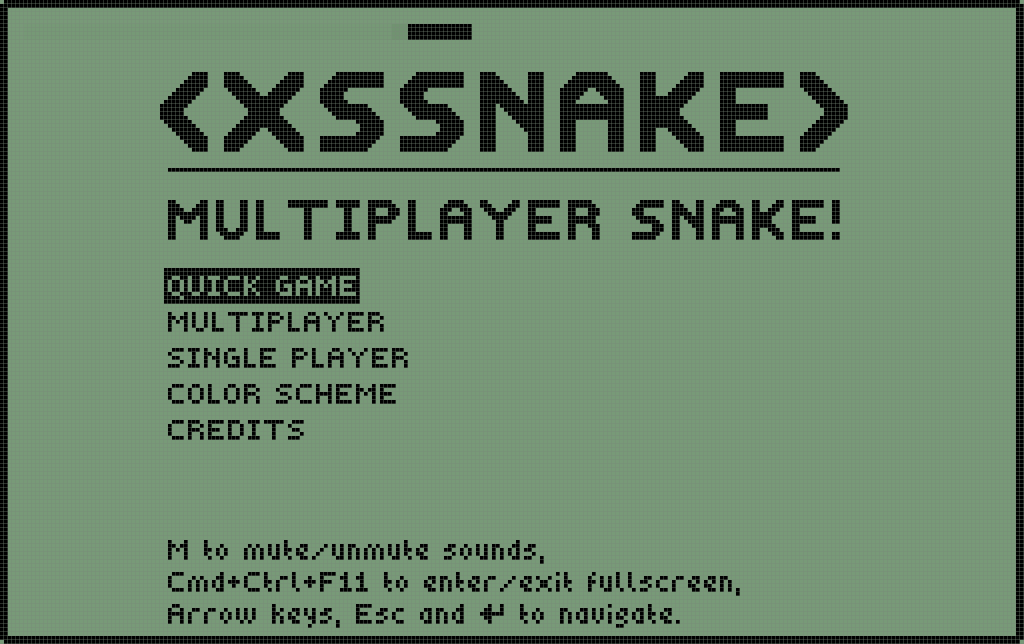 <XSSNAKE>
MULTIPLAYER SNAKE!
QUICK GAME
MULTIPLAYER
SINGLE PLAYER
COLOR SCHEME
CREDITS
M to mute/unmute sounds,
Cmd+Ctrl+F11 to enter/exit fullscreen,
Arrow keys, Esc and ↵ to navigate.